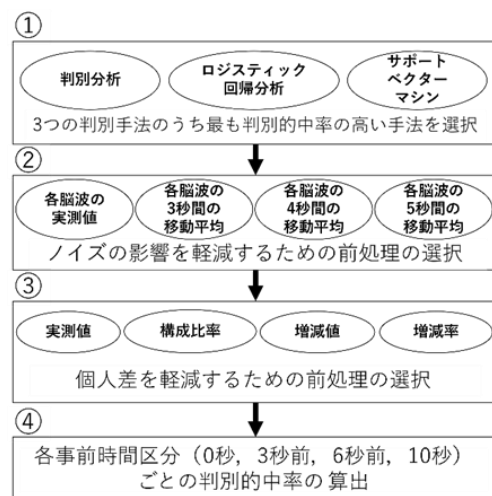 ①
判別分析
ロジスティック
回帰分析
サポート
ベクター
マシン
3つの判別手法のうち最も判別的中率の高い手法を選択
②
各脳波の
実測値
各脳波の
3秒間の
移動平均
各脳波の
4秒間の
移動平均
各脳波の
5秒間の
移動平均
ノイズの影響を軽減するための前処理の選択
③
実測値
構成比率
増減値
増減率
個人差を軽減するための前処理の選択
④
各事前時間区分（0秒，3秒前，6秒前，10秒）
ごとの判別的中率の算出